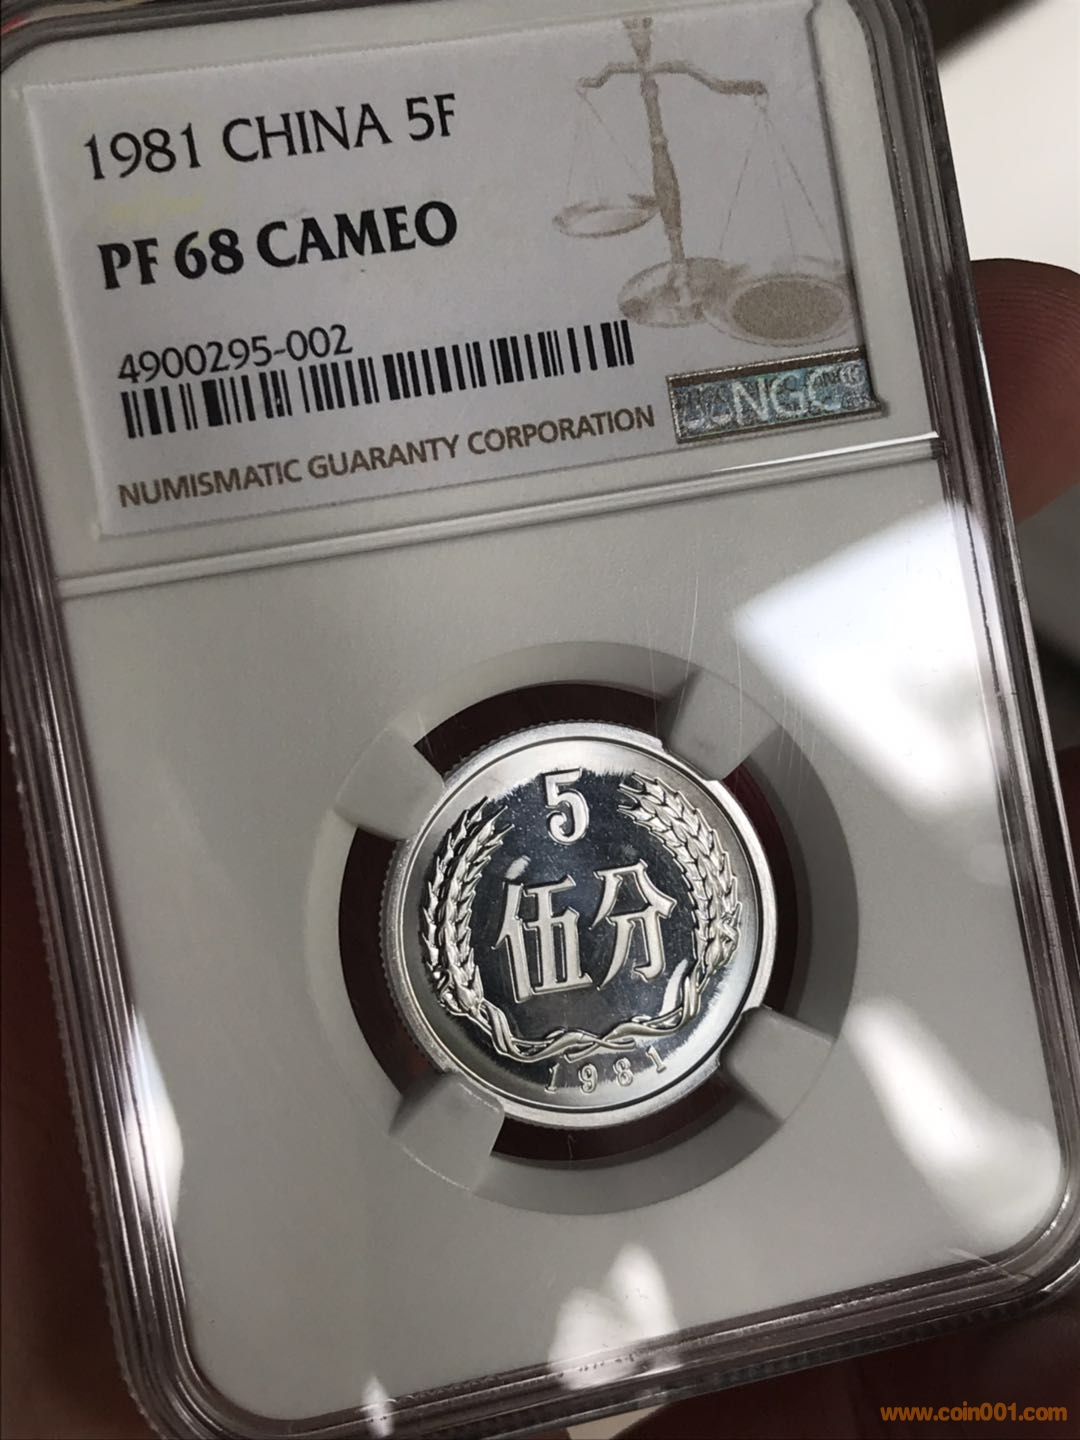 1981 CHINA 5F
PF 68 CAMEO
4900295-002
NUMISMATIC GUARANTY CORPORATION
NGC
5
伍分
1981
www.coin001.com